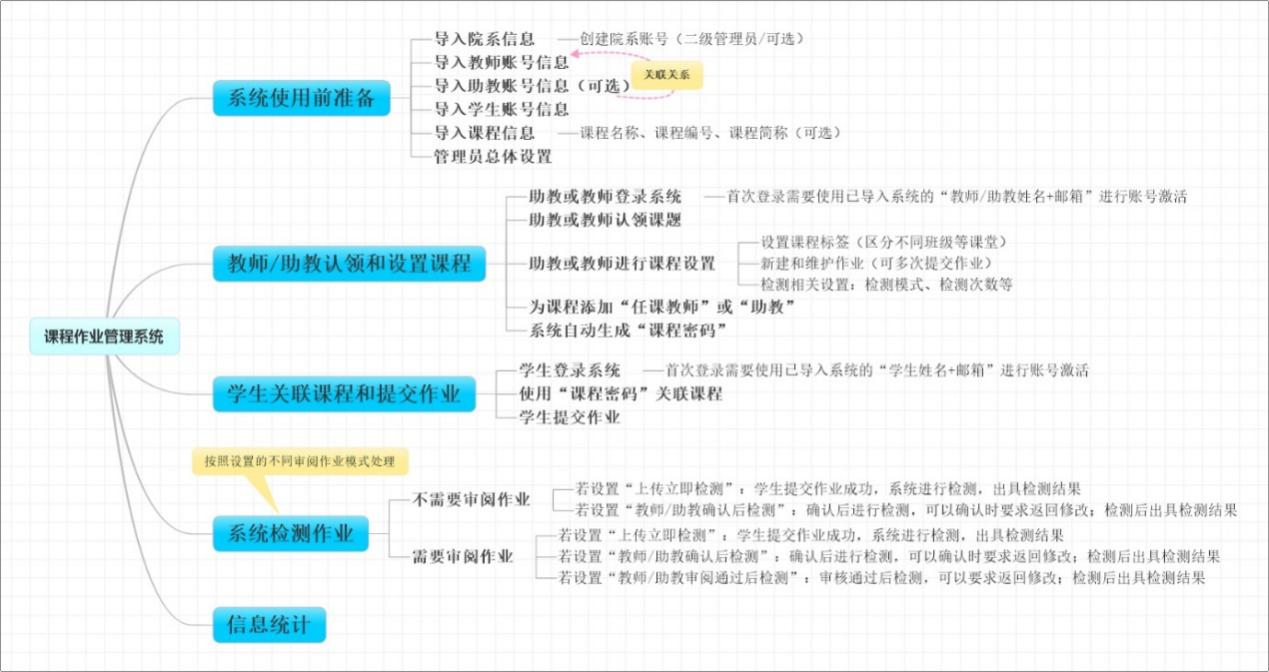 课程作业管理系统
系统使用前准备
导入院系信息
创建院系账号（二级管理员/可选）
导入教师账号信息
关联关系
导入助教账号信息（可选）
导入学生账号信息
导入课程信息
课程名称、课程编号、课程简称（可选）
管理员总体设置
教师/助教认领和设置课程
助教或教师登录系统
首次登录需要使用已导入系统的“教师/助教姓名+邮箱”进行账号激活
助教或教师认领课题
助教或教师进行课程设置
设置课程标签（区分不同班级等课堂）
新建和维护作业（可多次提交作业）
检测相关设置：检测模式、检测次数等
为课程添加“任课教师”或“助教”
系统自动生成“课程密码”
学生关联课程和提交作业
学生登录系统
首次登录需要使用已导入系统的“学生姓名+邮箱”进行账号激活
使用“课程密码”关联课程
学生提交作业
按照设置的不同审阅作业模式处理
系统检测作业
不需要审阅作业
若设置“上传立即检测”：学生提交作业成功，系统进行检测，出具检测结果
若设置“教师/助教确认后检测”：确认后进行检测，可以确认时要求返回修改；检测后出具检测结果
需要审阅作业
若设置“上传立即检测”：学生提交作业成功，系统进行检测，出具检测结果
若设置“教师/助教确认后检测”：确认后进行检测，可以确认时要求返回修改；检测后出具检测结果
若设置“教师/助教审阅通过后检测”：审核通过后检测，可以要求返回修改；检测后出具检测结果
信息统计